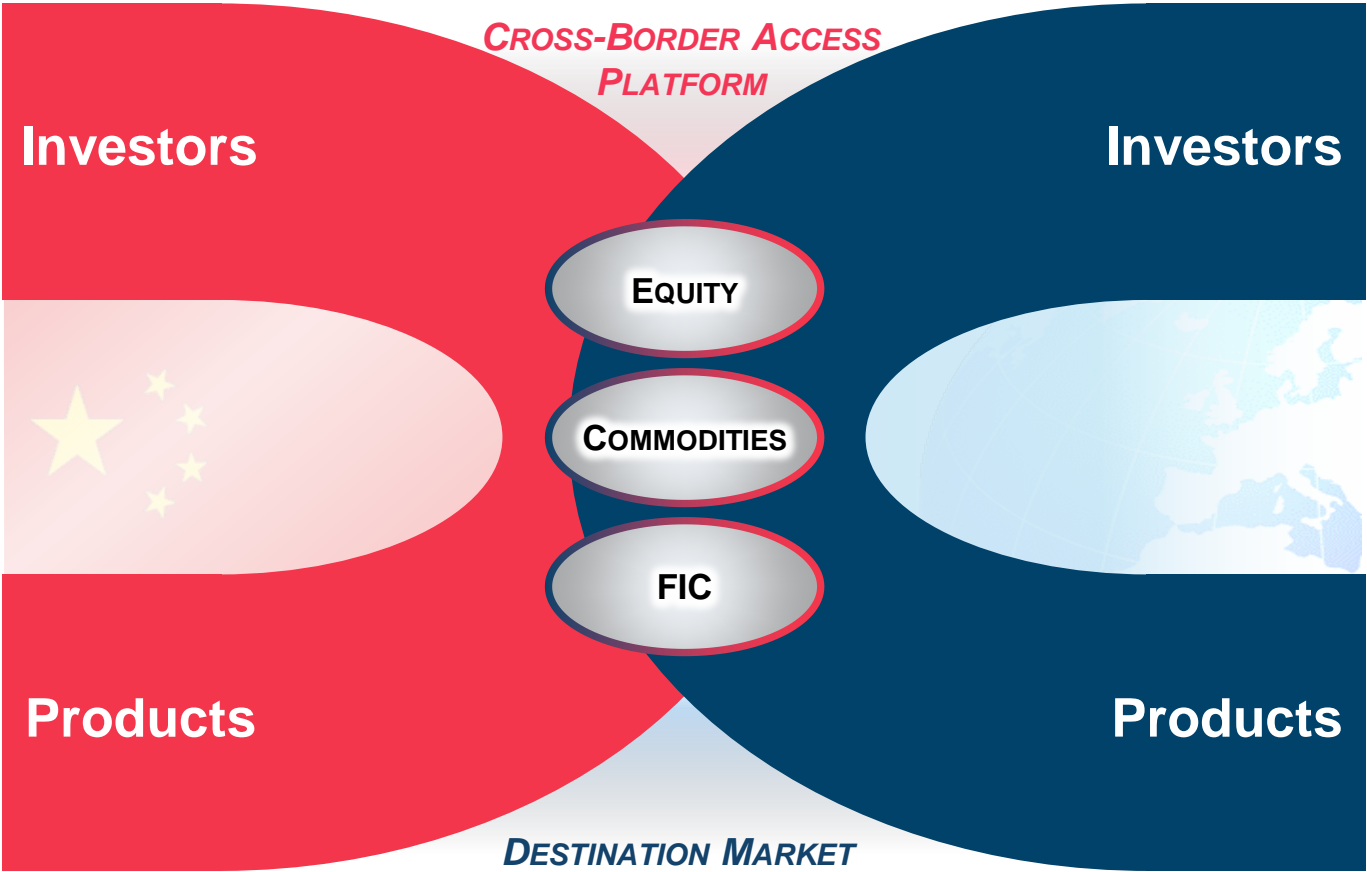 CROSS-BORDER ACCESS
PLATFORM
Investors
Investors
EQUITY
COMMODITIES
FIC
Products
Products
DESTINATION MARKET